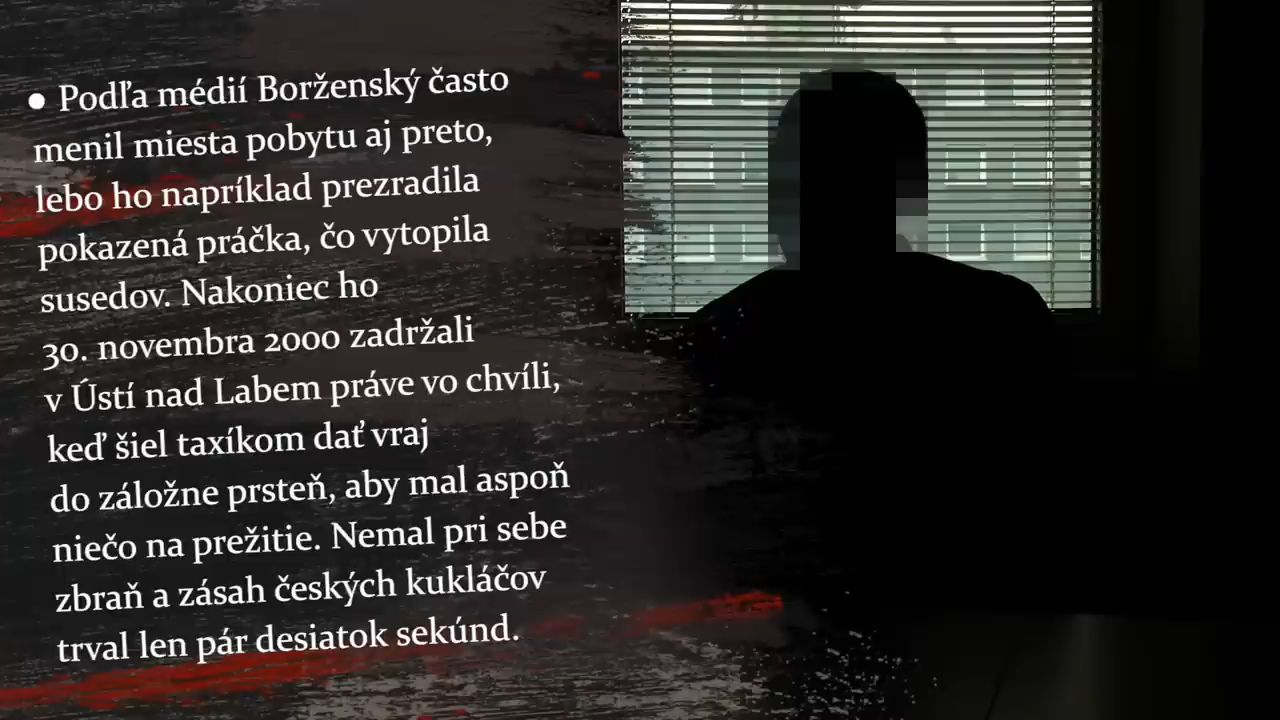 ● Podľa médií Borženský často
menil miesta pobytu aj preto,
lebo ho napríklad prezradila
pokazená práčka, čo vytopila
susedov. Nakoniec ho
30. novembra 2000 zadržali
v Ústí nad Labem práve vo chvíli,
keď šiel taxíkom dať vraj
do záložne prsteň, aby mal aspoň
niečo na prežitie. Nemal pri sebe
zbraň a zásah českých kukláčov
trval len pár desiatok sekúnd.